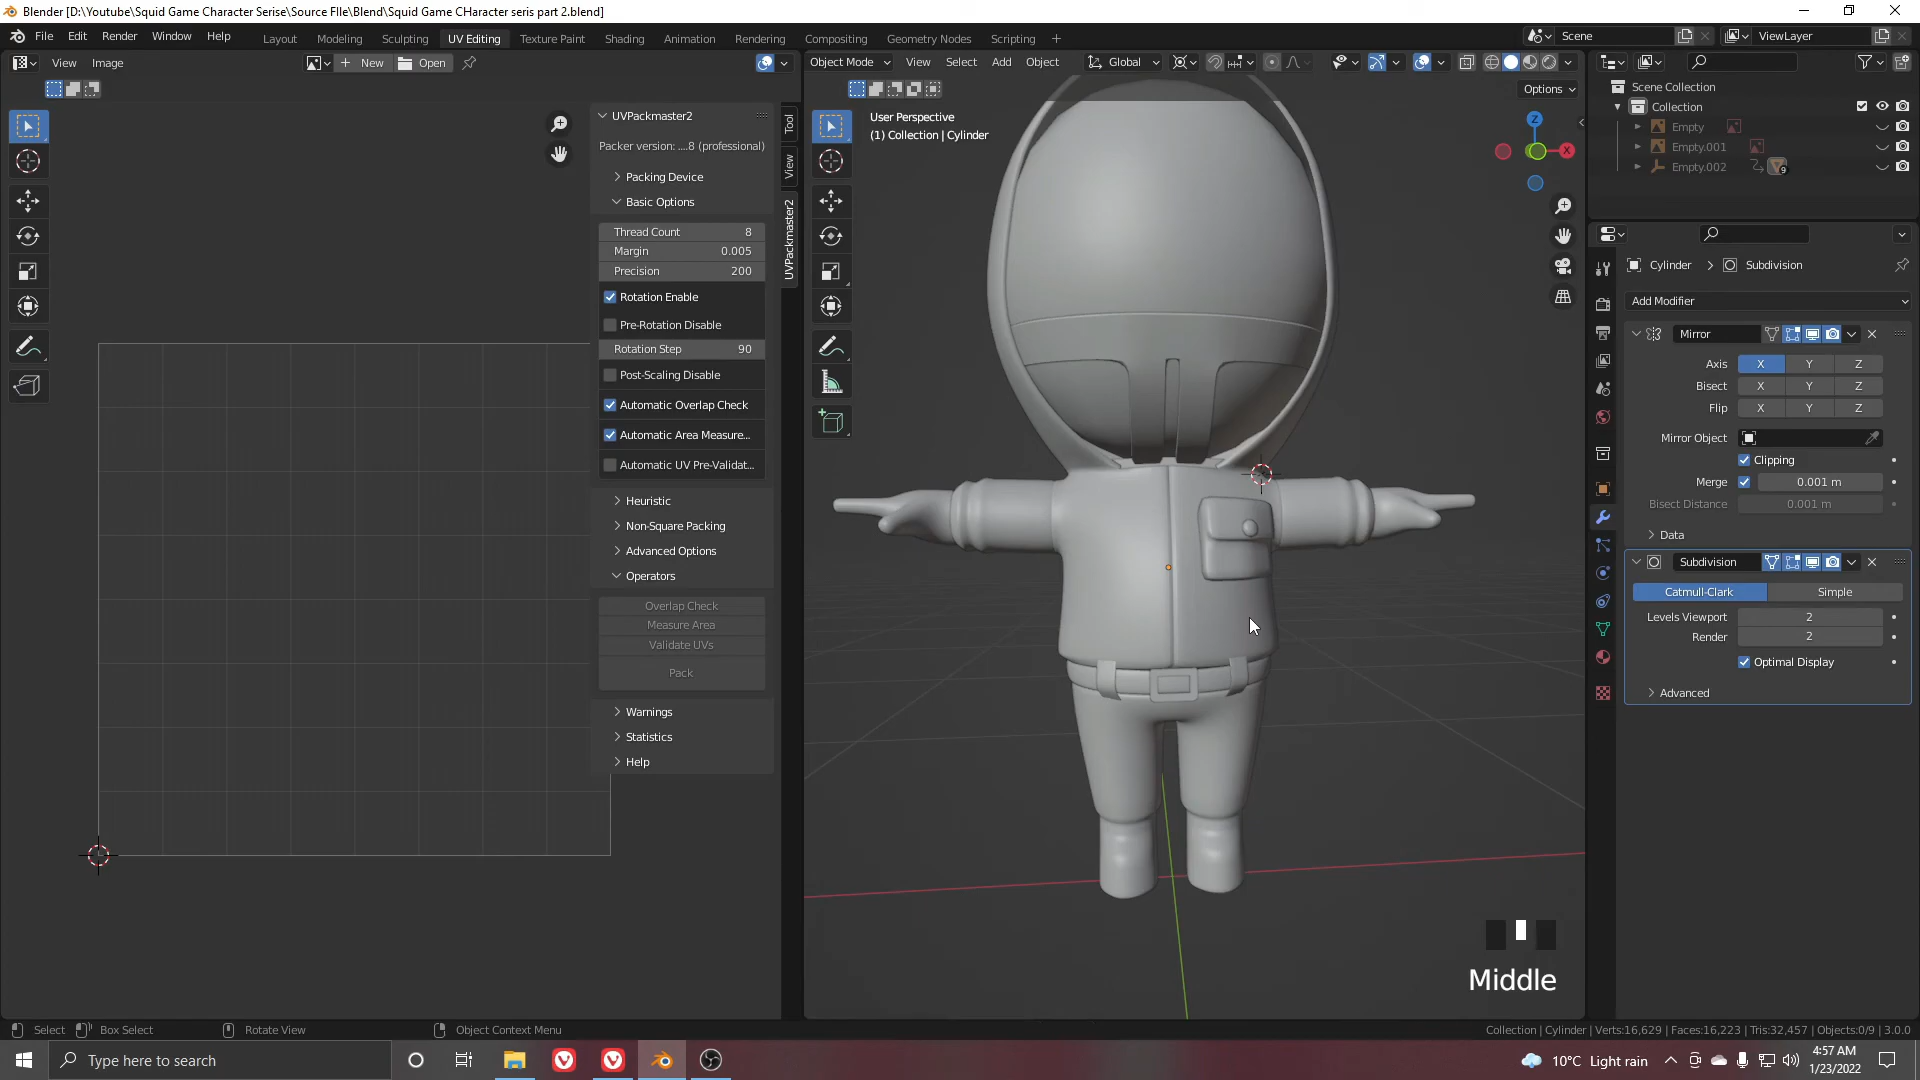 Blender [D:\Youtube\Squid Game Character Serise\Source FIle\Blend\Squid Game CHaracter seris part 2.blend]
File Edit Render Window Help Layout Modeling Sculpting UV Editing Texture Paint Shading Animation Rendering Compositing Geometry Nodes Scripting + Scene ViewLayer
View Image New Open Object Mode View Select Add Object Global
Options
User Perspective
(1) Collection | Cylinder
Scene Collection
Collection
Empty
Empty.001
Empty.002
9
Z
X
Tool
View
UVPackmaster2
UVPackmaster2
Packer version: ....8 (professional)
Packing Device
Basic Options
Thread Count 8
Margin 0.005
Precision 200
Rotation Enable
Pre-Rotation Disable
Rotation Step 90
Post-Scaling Disable
Automatic Overlap Check
Automatic Area Measure...
Automatic UV Pre-Validat...
Heuristic
Non-Square Packing
Advanced Options
Operators
Overlap Check
Measure Area
Validate UVs
Pack
Warnings
Statistics
Help
Cylinder > Subdivision
Add Modifier
Mirror
Axis X Y Z
Bisect X Y Z
Flip X Y Z
Mirror Object
Clipping
Merge 0.001 m
Bisect Distance 0.001 m
Data
Subdivision
Catmull-Clark Simple
Levels Viewport 2
Render 2
Optimal Display
Advanced
Middle
Select Box Select Rotate View Object Context Menu Collection | Cylinder | Verts:16,629 | Faces:16,223 | Tris:32,457 | Objects:0/9 | 3.0.0
Type here to search 10°C Light rain 4:57 AM
1/23/2022